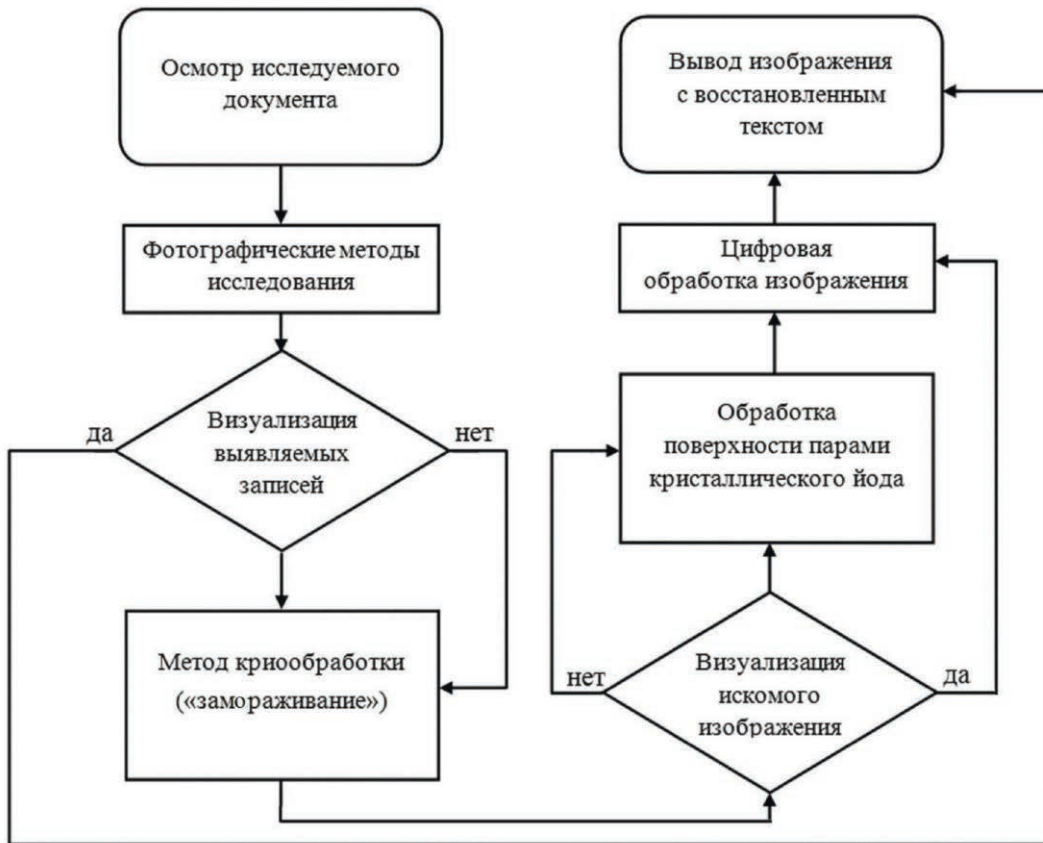 Осмотр исследуемого
документа
Фотографические методы
исследования
да
Визуализация
выявляемых
записей
нет
Метод криообработки
(«замораживание»)
Вывод изображения
с восстановленным
текстом
Цифровая
обработка изображения
Обработка
поверхности парами
кристаллического йода
нет
Визуализация
искомого
изображения
да